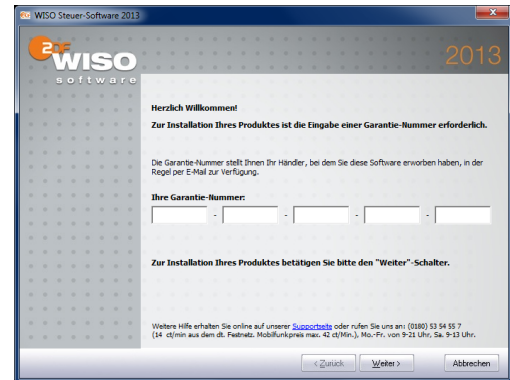 WISO Steuer-Software 2013
2DF
WISO
software
2013
Herzlich Willkommen!
Zur Installation Ihres Produktes ist die Eingabe einer Garantie-Nummer erforderlich.
Die Garantie-Nummer stellt Ihnen Ihr Händler, bei dem Sie diese Software erworben haben, in der
Regel per E-Mail zur Verfügung.
Ihre Garantie-Nummer:
- - - -
Zur Installation Ihres Produktes betätigen Sie bitte den "Weiter"-Schalter.
Weitere Hilfe erhalten Sie online auf unserer Supportseite oder rufen Sie uns an: (0180) 53 54 55 7
(14 ct/min aus dem dt. Festnetz. Mobilfunkpreis max. 42 ct/Min.), Mo.-Fr. von 9-21 Uhr, Sa. 9-13 Uhr.
< Zurück Weiter > Abbrechen